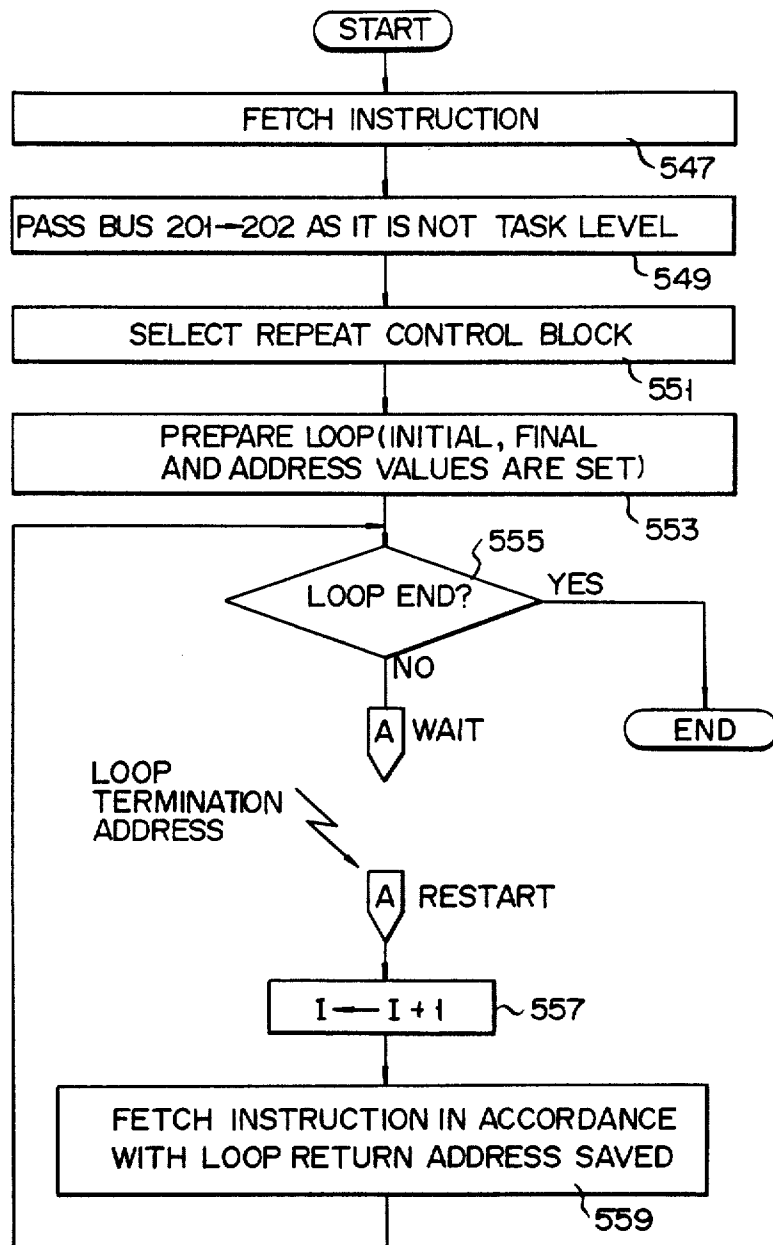 START
FETCH INSTRUCTION
547
PASS BUS 201→202 AS IT IS NOT TASK LEVEL
549
SELECT REPEAT CONTROL BLOCK
551
PREPARE LOOP(INITIAL, FINAL
AND ADDRESS VALUES ARE SET)
553
555
LOOP END?
YES
NO
END
A WAIT
LOOP
TERMINATION
ADDRESS
A RESTART
I ← I + 1
557
FETCH INSTRUCTION IN ACCORDANCE
WITH LOOP RETURN ADDRESS SAVED
559